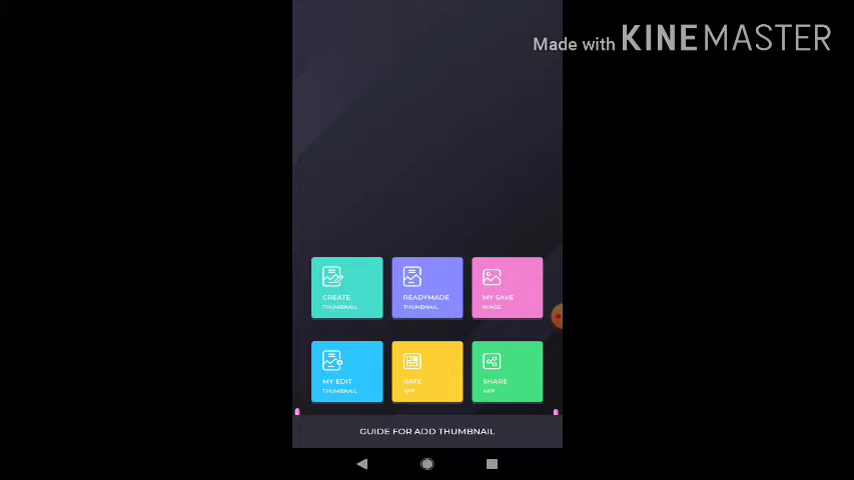 Made with KINEMASTER
CREATE
THUMBNAIL
READYMADE
THUMBNAIL
MY SAVE
IMAGE
MY EDIT
THUMBNAIL
RATE
APP
SHARE
APP
GUIDE FOR ADD THUMBNAIL